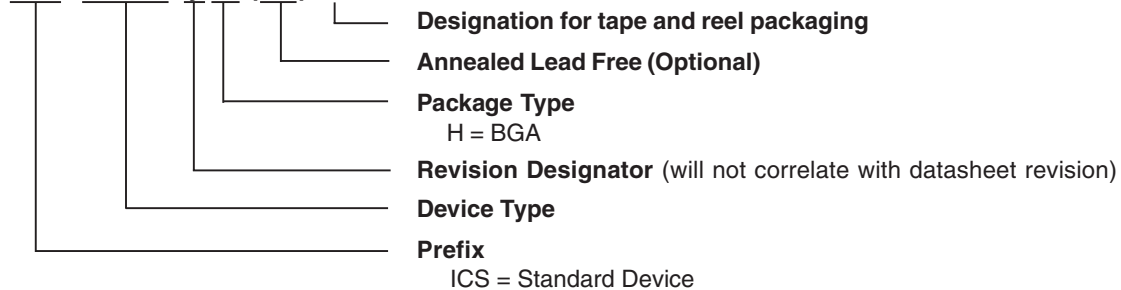 Designation for tape and reel packaging
Annealed Lead Free (Optional)
Package Type
H = BGA
Revision Designator (will not correlate with datasheet revision)
Device Type
Prefix
ICS = Standard Device